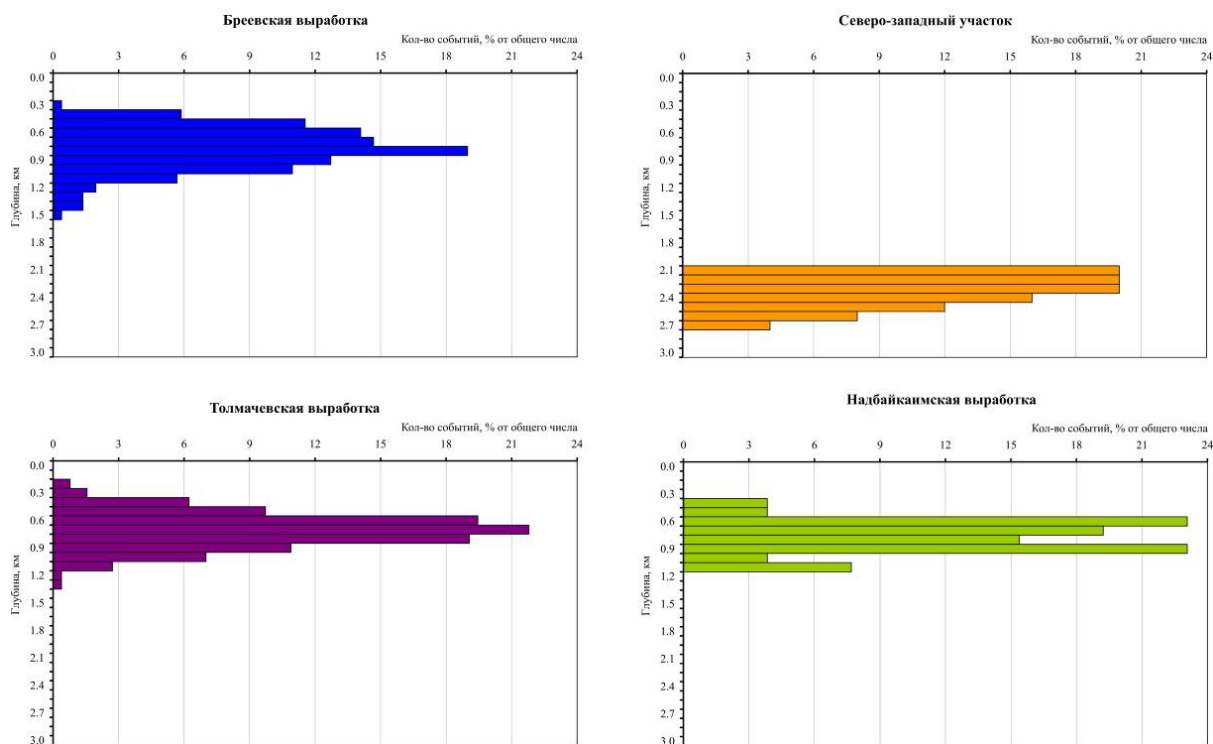 Бреевская выработка
Кол-во событий, % от общего числа
0 3 6 9 12 15 18 21 24
Глубина, км
0.0
0.3
0.6
0.9
1.2
1.5
1.8
2.1
2.4
2.7
3.0
Северо-западный участок
Кол-во событий, % от общего числа
0 3 6 9 12 15 18 21 24
Глубина, км
0.0
0.3
0.6
0.9
1.2
1.5
1.8
2.1
2.4
2.7
3.0
Толмачевская выработка
Кол-во событий, % от общего числа
0 3 6 9 12 15 18 21 24
Глубина, км
0.0
0.3
0.6
0.9
1.2
1.5
1.8
2.1
2.4
2.7
3.0
Надбайкаимская выработка
Кол-во событий, % от общего числа
0 3 6 9 12 15 18 21 24
Глубина, км
0.0
0.3
0.6
0.9
1.2
1.5
1.8
2.1
2.4
2.7
3.0